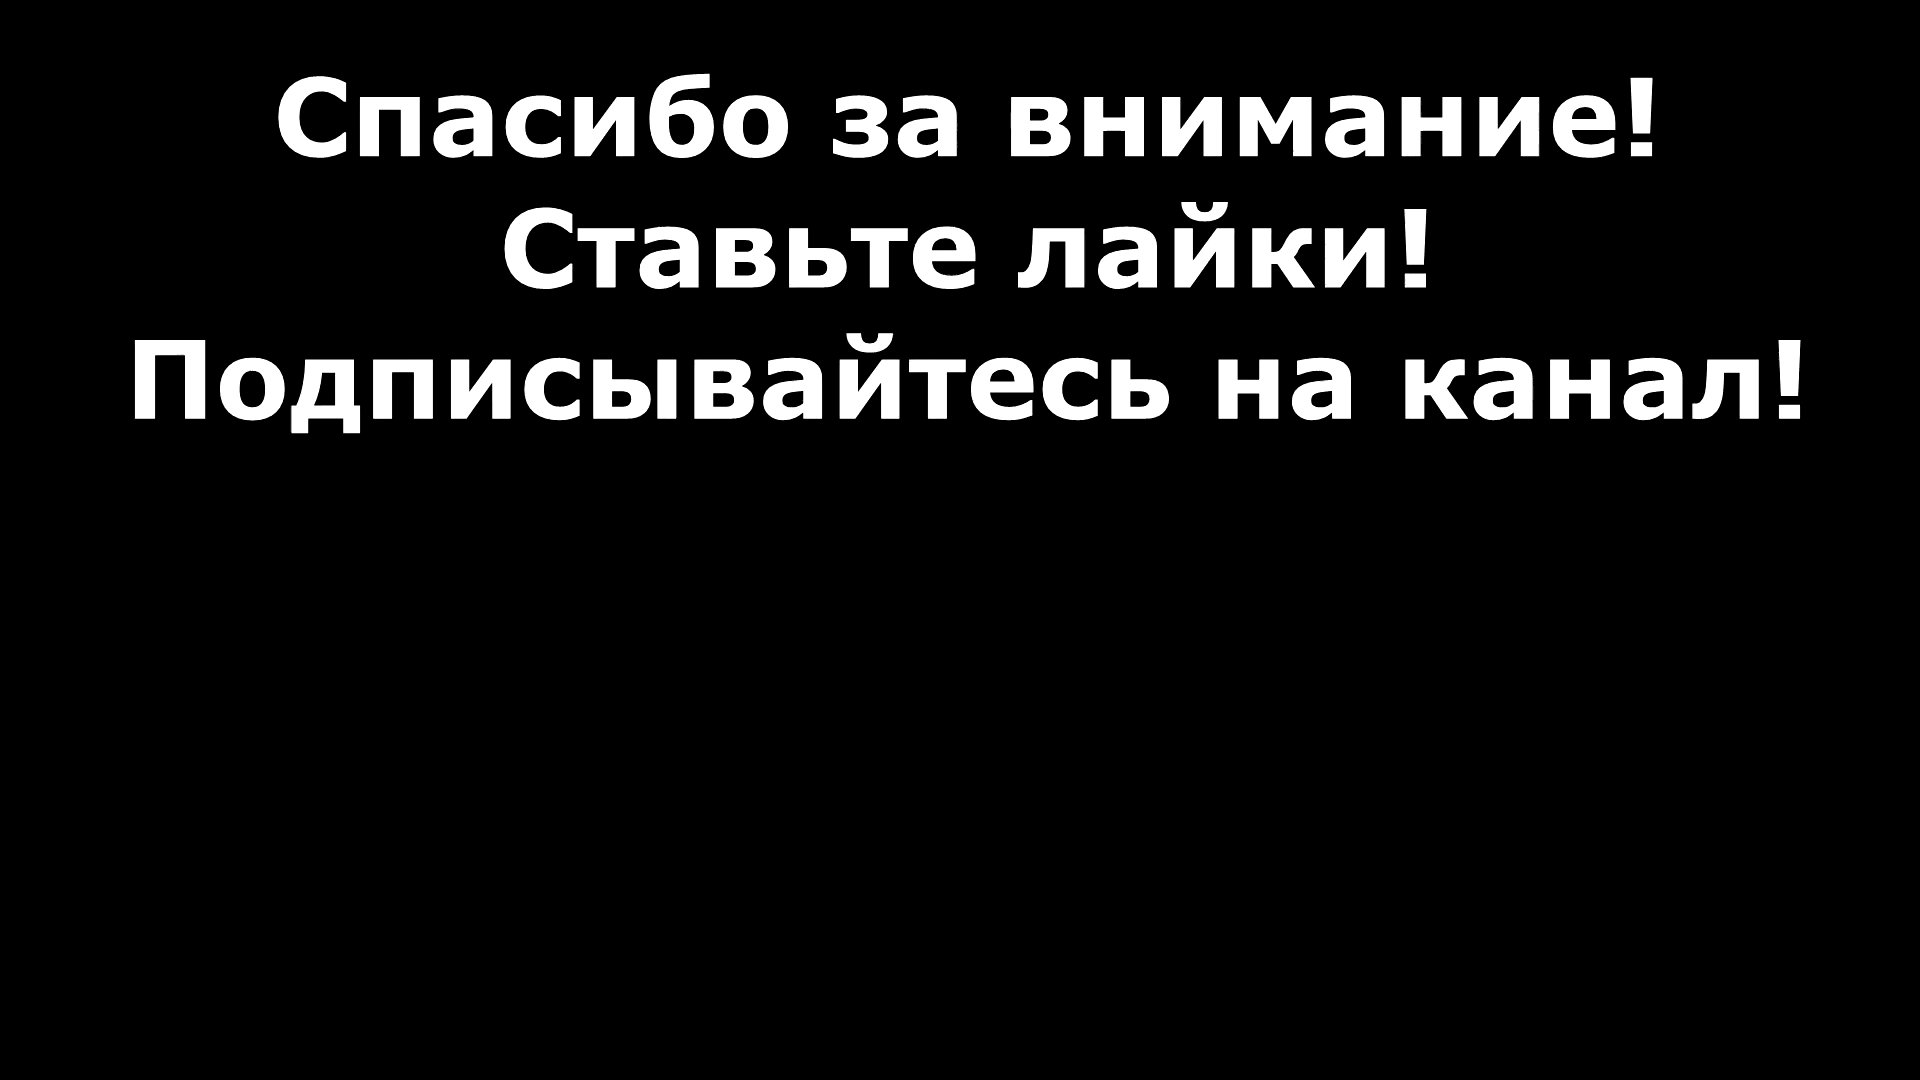 Спасибо за внимание!
Ставьте лайки!
Подписывайтесь на канал!